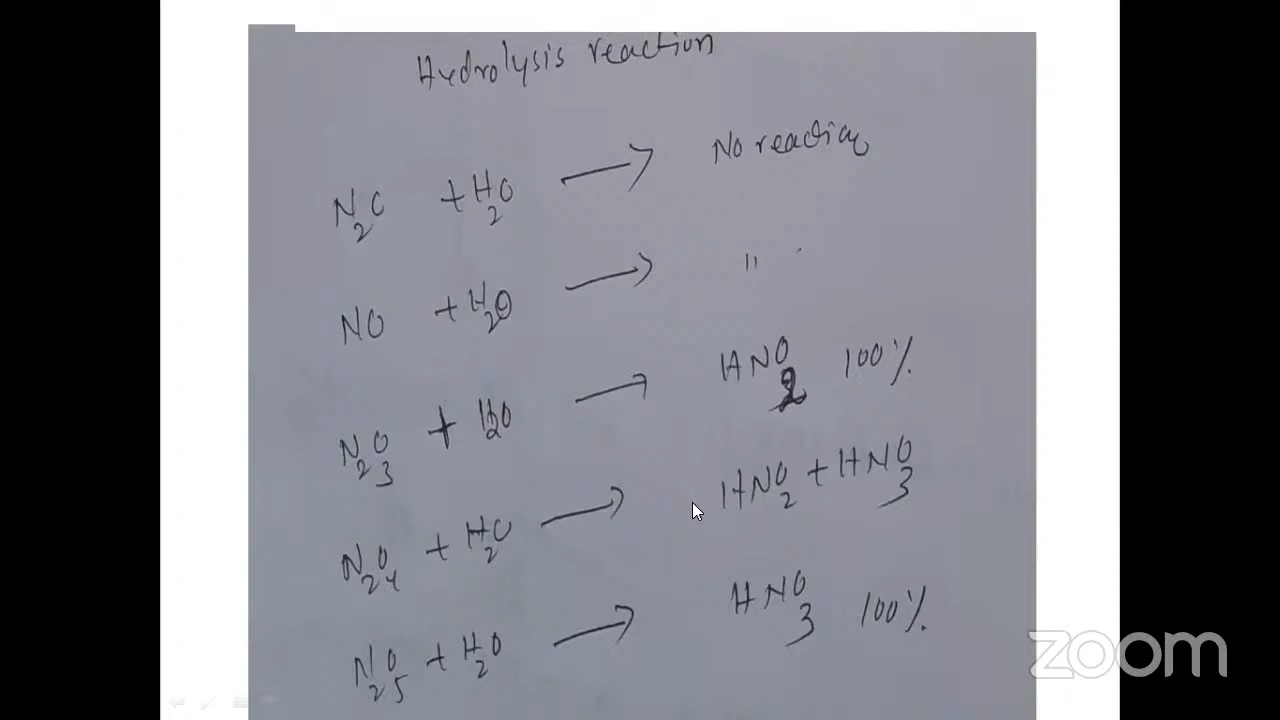 Hydrolysis reaction
N2O + H2O → No reaction
NO + H2O → "
N2O3 + H2O → HNO2 100%
N2O4 + H2O → HNO2 + HNO3
N2O5 + H2O → HNO3 100%
zoom